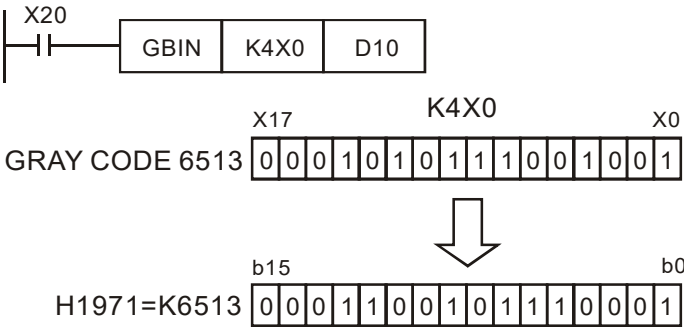 X20
GBIN K4X0 D10
K4X0
X17 X0
GRAY CODE 6513 0 0 0 1 0 1 0 1 1 1 0 0 1 0 0 1
b15 b0
H1971=K6513 0 0 0 1 1 0 0 1 0 1 1 1 0 0 0 1